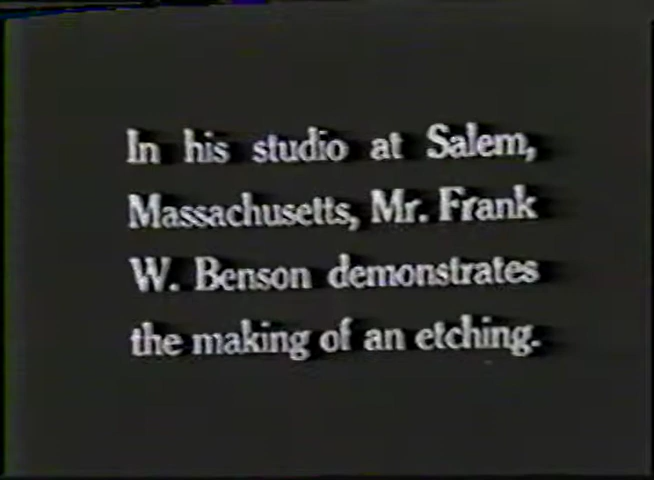 In his studio at Salem,
Massachusetts, Mr. Frank
W. Benson demonstrates
the making of an etching.